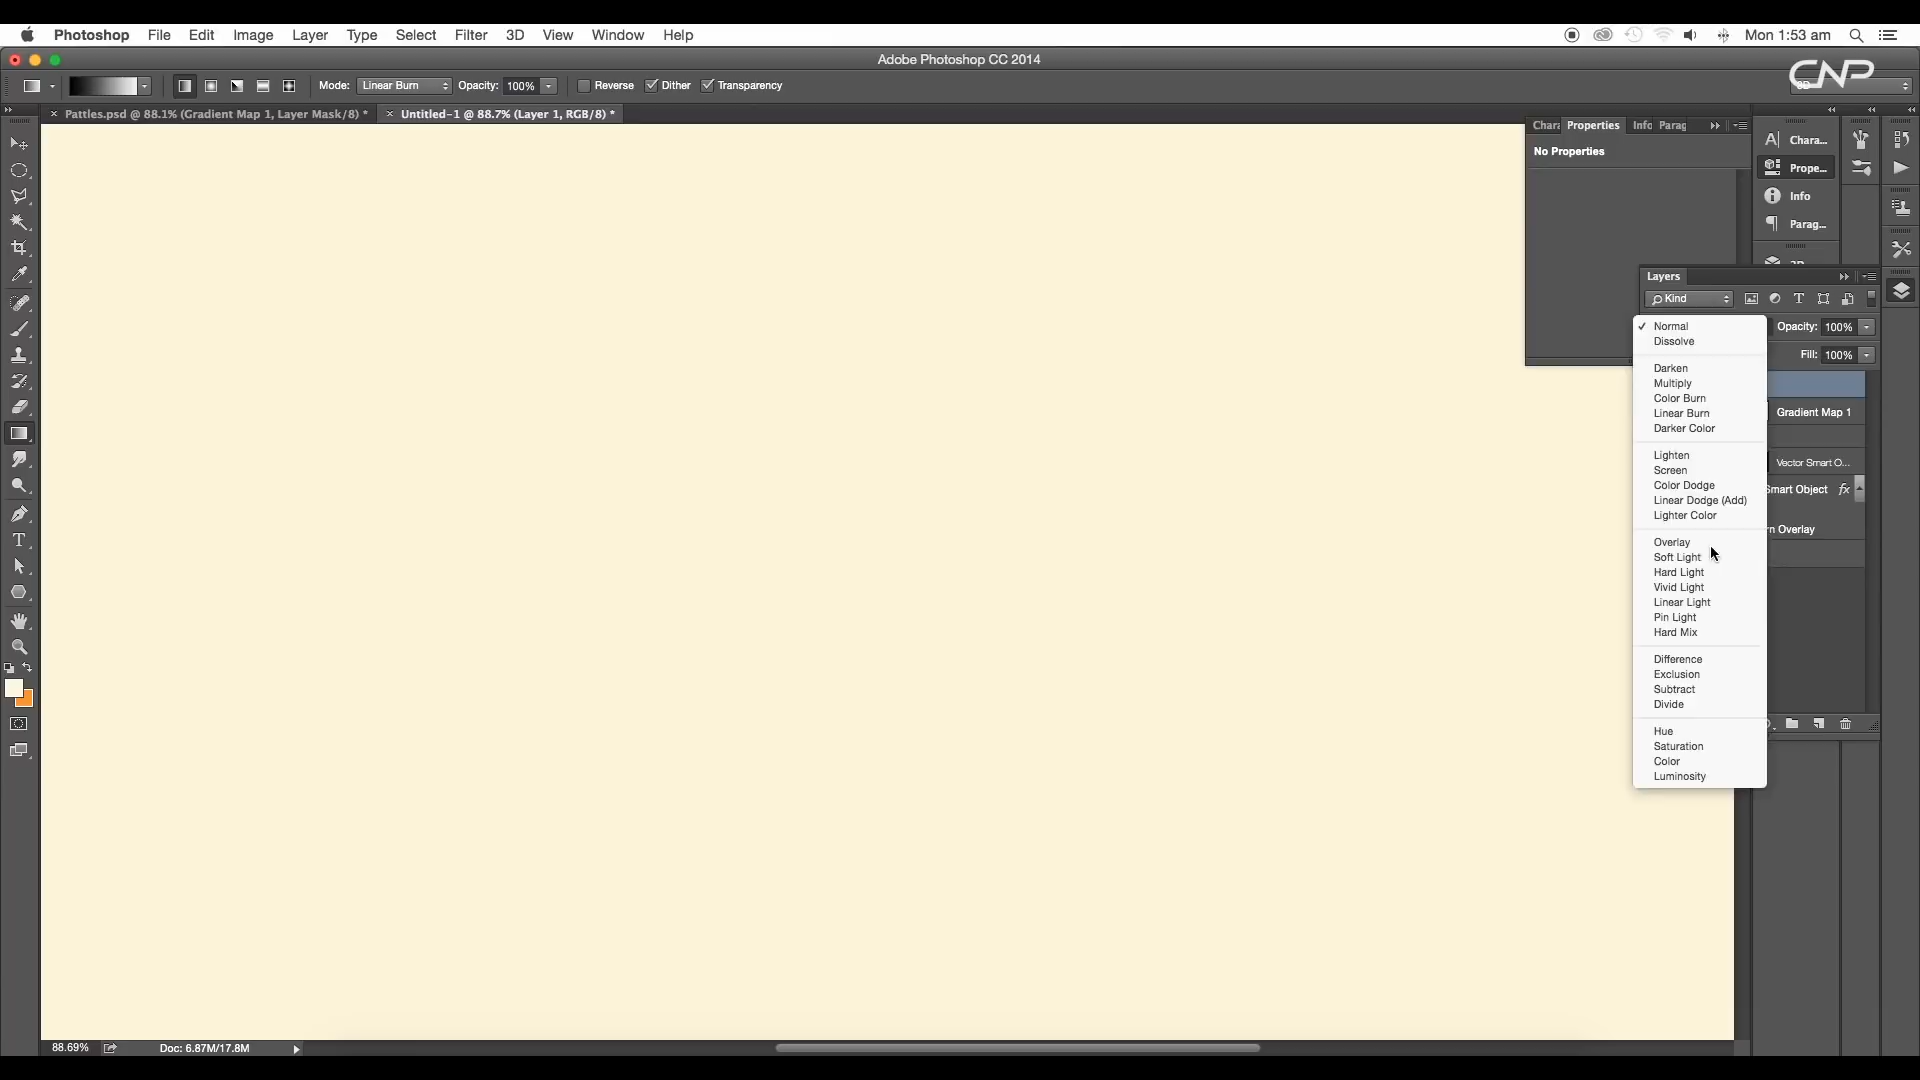 Photoshop File Edit Image Layer Type Select Filter 3D View Window Help Mon 1:53 am
Adobe Photoshop CC 2014
CNP
Mode: Linear Burn Opacity: 100% Reverse Dither Transparency
Pattles.psd @ 88.1% (Gradient Map 1, Layer Mask/8) * Untitled-1 @ 88.7% (Layer 1, RGB/8) *
Chara Properties Info Parag
No Properties
Chara...
Prope...
Info
Parag...
Layers
Kind
Opacity: 100%
Fill: 100%
Normal
Dissolve
Darken
Multiply
Color Burn
Linear Burn
Darker Color
Lighten
Screen
Color Dodge
Linear Dodge (Add)
Lighter Color
Overlay
Soft Light
Hard Light
Vivid Light
Linear Light
Pin Light
Hard Mix
Difference
Exclusion
Subtract
Divide
Hue
Saturation
Color
Luminosity
Gradient Map 1
Vector Smart O...
Smart Object fx
n Overlay
88.69% Doc: 6.87M/17.8M